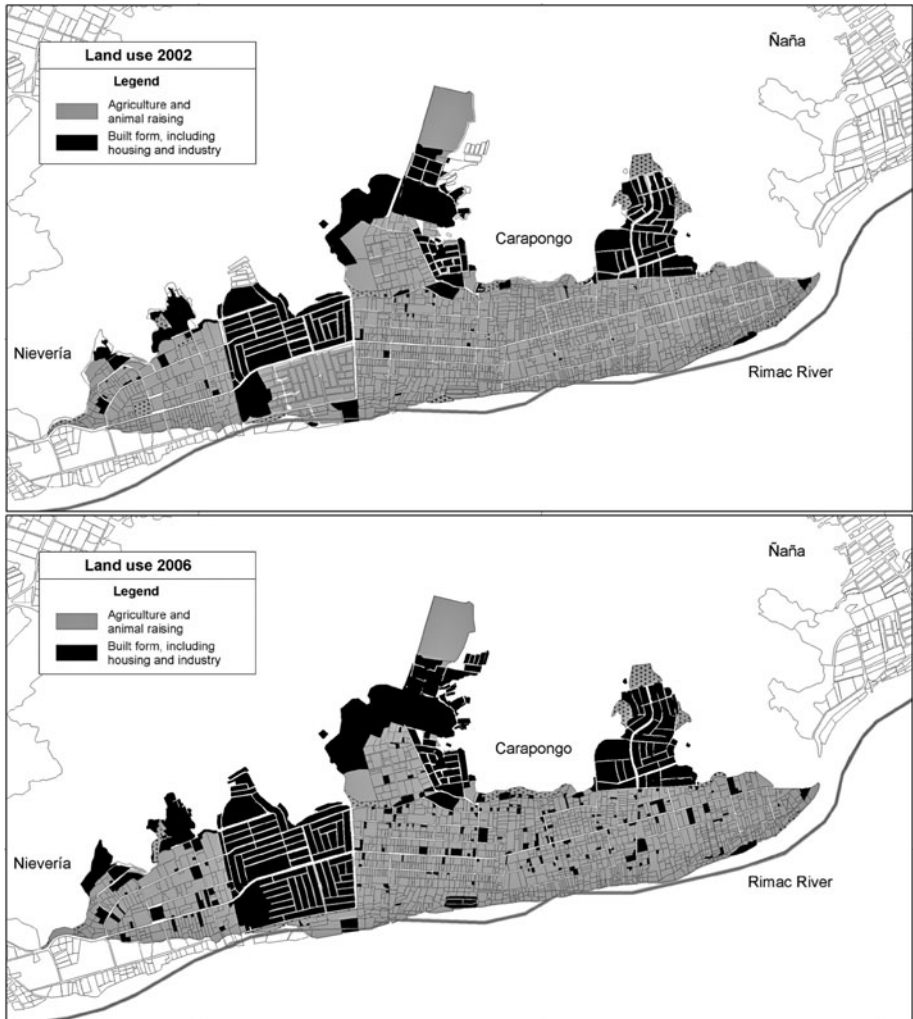 Land use 2002
Legend
Agriculture and
animal raising
Built form, including
housing and industry
Ñaña
Carapongo
Nievería
Rimac River
Land use 2006
Legend
Agriculture and
animal raising
Built form, including
housing and industry
Ñaña
Carapongo
Nievería
Rimac River